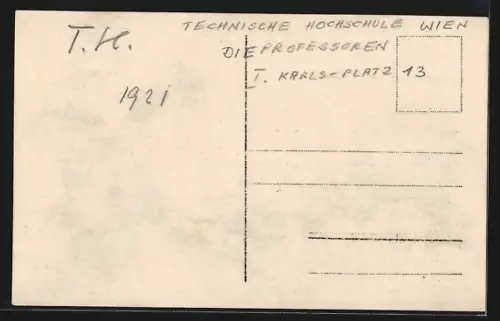 T.H.
1921
TECHNISCHE HOCHSCHULE WIEN
DIE PROFESSOREN
I. KARLS-PLATZ 13